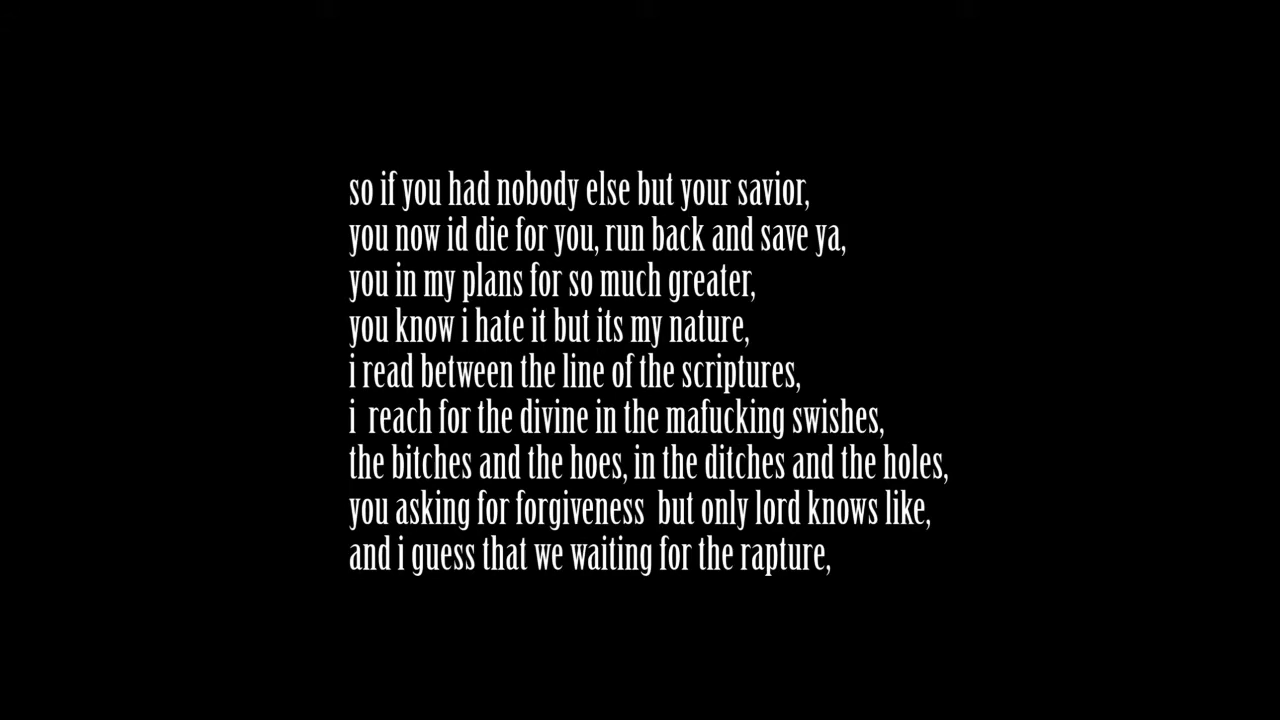 so if you had nobody else but your savior,
you now id die for you, run back and save ya,
you in my plans for so much greater,
you know i hate it but its my nature,
i read between the line of the scriptures,
i  reach for the divine in the mafucking swishes,
the bitches and the hoes, in the ditches and the holes,
you asking for forgiveness  but only lord knows like,
and i guess that we waiting for the rapture,